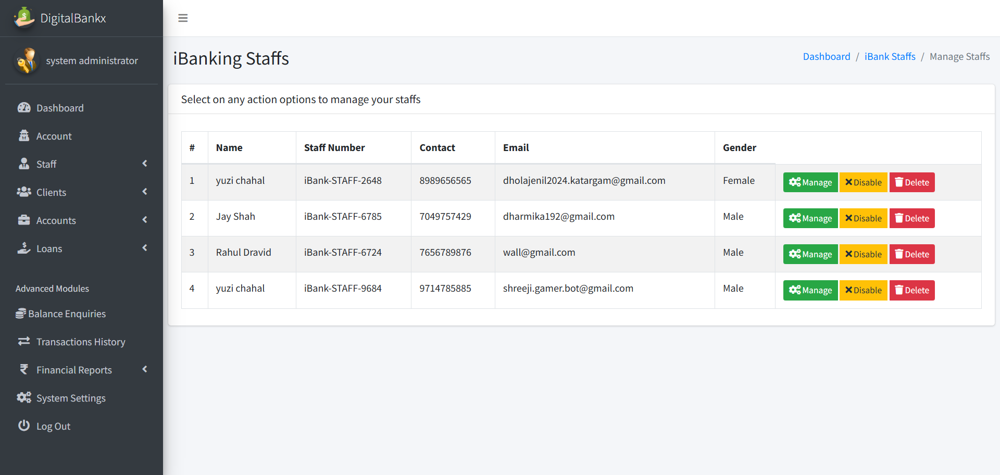 DigitalBankx
system administrator
Dashboard
Account
Staff
Clients
Accounts
Loans
Advanced Modules
Balance Enquiries
Transactions History
Financial Reports
System Settings
Log Out
iBanking Staffs
Dashboard / iBank Staffs / Manage Staffs
Select on any action options to manage your staffs
# Name Staff Number Contact Email Gender
1 yuzi chahal iBank-STAFF-2648 8989656565 dholajenil2024.katargam@gmail.com Female Manage Disable Delete
2 Jay Shah iBank-STAFF-6785 7049757429 dharmika192@gmail.com Male Manage Disable Delete
3 Rahul Dravid iBank-STAFF-6724 7656789876 wall@gmail.com Male Manage Disable Delete
4 yuzi chahal iBank-STAFF-9684 9714785885 shreeji.gamer.bot@gmail.com Male Manage Disable Delete